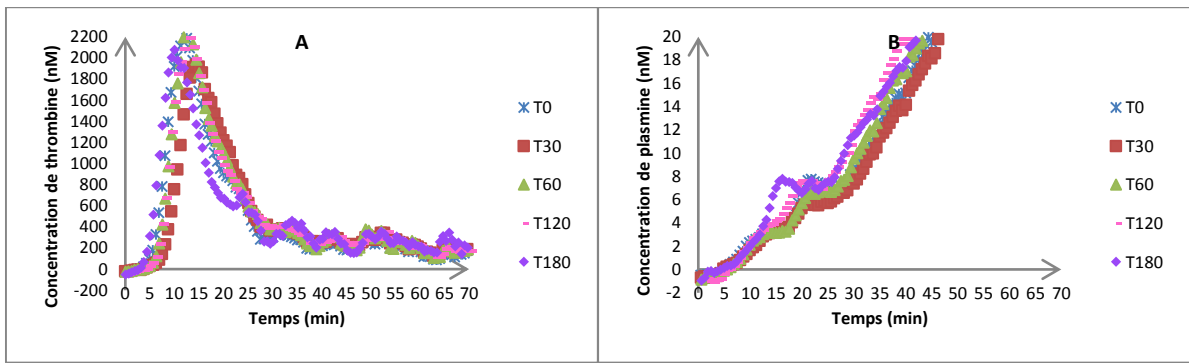 A
Concentration de thrombine (nM)
2200
2000
1800
1600
1400
1200
1000
800
600
400
200
0
-200
0 5 10 15 20 25 30 35 40 45 50 55 60 65 70
Temps (min)
T0
T30
T60
T120
T180
B
Concentration de plasmine (nM)
20
18
16
14
12
10
8
6
4
2
0
-2
0 5 10 15 20 25 30 35 40 45 50 55 60 65 70
Temps (min)
T0
T30
T60
T120
T180